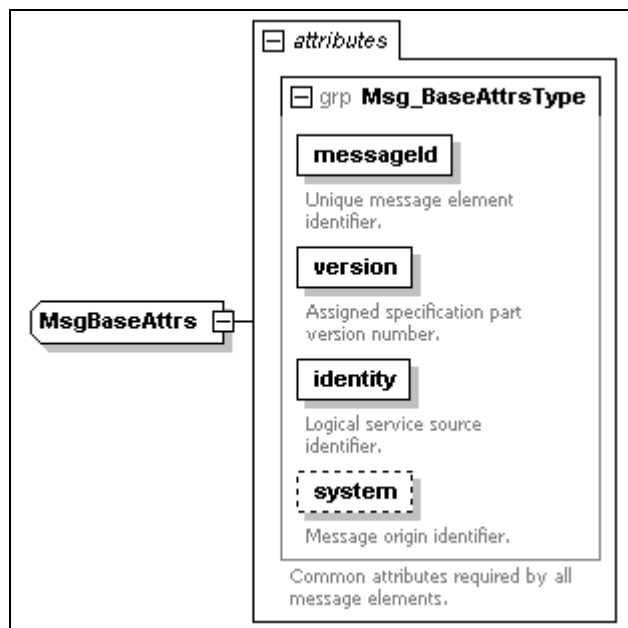 attributes
grp Msg_BaseAttrsType
messageId
Unique message element
identifier.
version
Assigned specification part
version number.
MsgBaseAttrs
identity
Logical service source
identifier.
system
Message origin identifier.
Common attributes required by all
message elements.